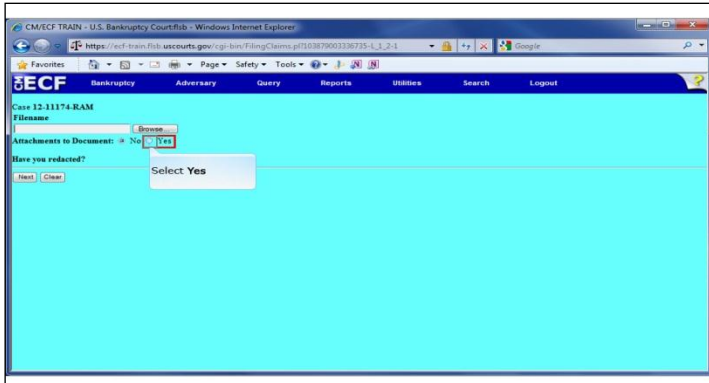 CM/ECF TRAIN - U.S. Bankruptcy Court:flsb - Windows Internet Explorer
https://ecf-train.flsb.uscourts.gov/cgi-bin/FilingClaims.pl?103879003336735-L_1_2-1
Google
Favorites Page Safety Tools
ECF Bankruptcy Adversary Query Reports Utilities Search Logout ?
Case 12-11174-RAM
Filename
Browse...
Attachments to Document: No Yes
Have you redacted?
Select Yes
Next Clear